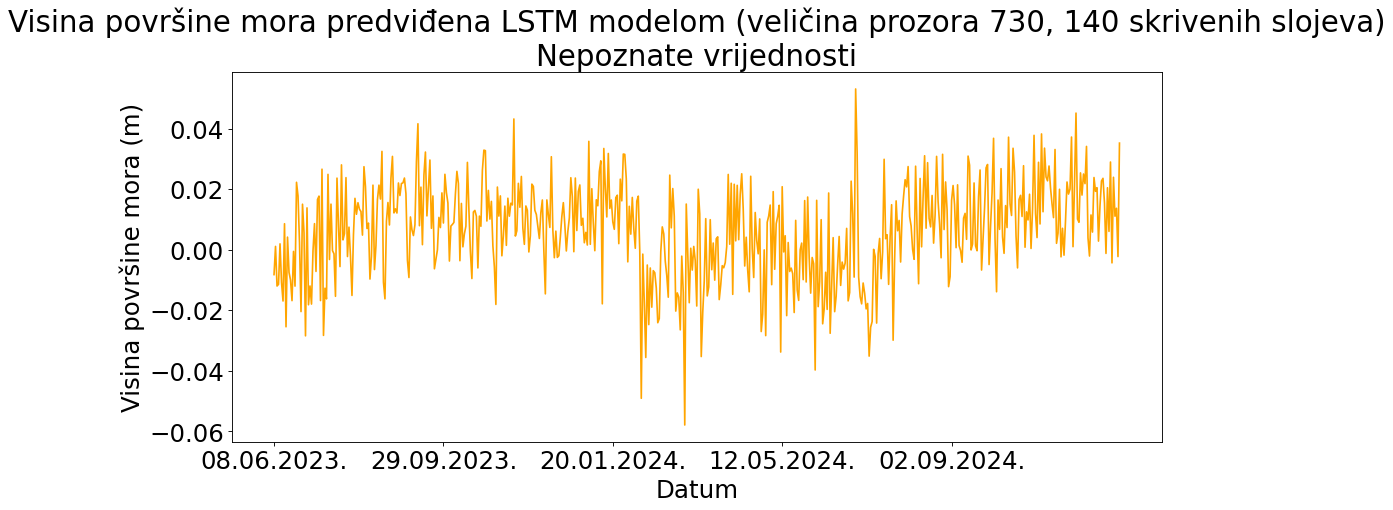 Visina površine mora predviđena LSTM modelom (veličina prozora 730, 140 skrivenih slojeva)
Nepoznate vrijednosti
Visina površine mora (m)
0.04
0.02
0.00
−0.02
−0.04
−0.06
08.06.2023. 29.09.2023. 20.01.2024. 12.05.2024. 02.09.2024.
Datum